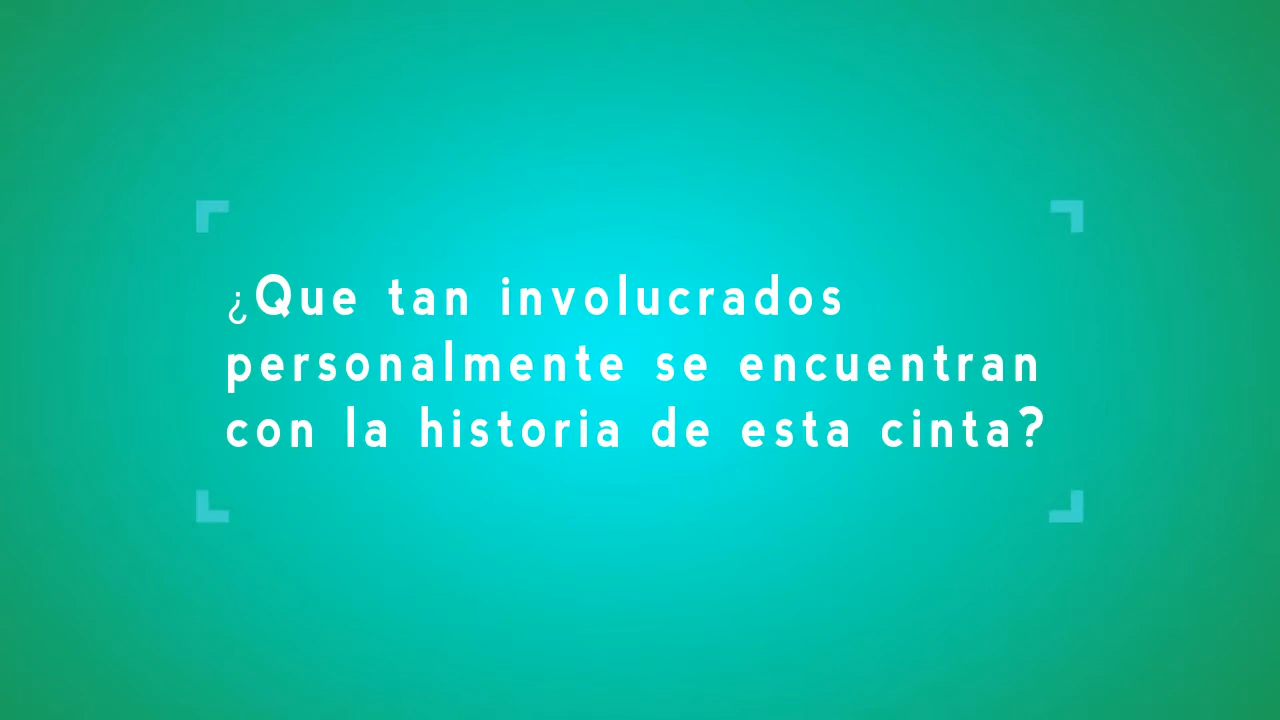 ¿Que tan involucrados
personalmente se encuentran
con la historia de esta cinta?